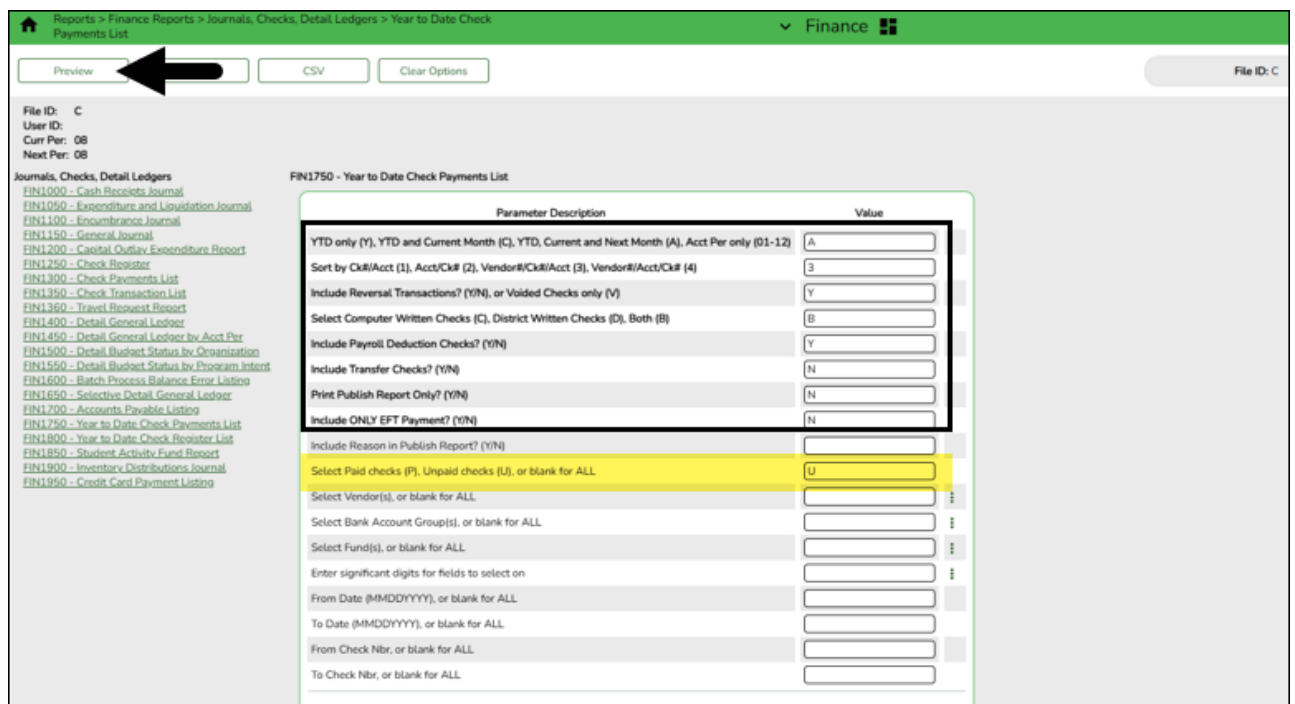 Reports > Finance Reports > Journals, Checks, Detail Ledgers > Year to Date Check
Payments List
Finance
Preview
CSV
Clear Options
File ID: C
File ID: C
User ID:
Curr Per: 08
Next Per: 08
Journals, Checks, Detail Ledgers
FIN1000 - Cash Receipts Journal
FIN1050 - Expenditure and Liquidation Journal
FIN1100 - Encumbrance Journal
FIN1150 - General Journal
FIN1200 - Capital Outlay Expenditure Report
FIN1250 - Check Register
FIN1300 - Check Payments List
FIN1350 - Check Transaction List
FIN1360 - Travel Request Report
FIN1400 - Detail General Ledger
FIN1450 - Detail General Ledger by Acct Per
FIN1500 - Detail Budget Status by Organization
FIN1550 - Detail Budget Status by Program Intent
FIN1600 - Batch Process Balance Error Listing
FIN1650 - Selective Detail General Ledger
FIN1700 - Accounts Payable Listing
FIN1750 - Year to Date Check Payments List
FIN1800 - Year to Date Check Register List
FIN1850 - Student Activity Fund Report
FIN1900 - Inventory Distributions Journal
FIN1950 - Credit Card Payment Listing
FIN1750 - Year to Date Check Payments List
Parameter Description Value
YTD only (Y), YTD and Current Month (C), YTD, Current and Next Month (A), Acct Per only (01-12) A
Sort by Ck#/Acct (1), Acct/Ck# (2), Vendor#/Ck#/Acct (3), Vendor#/Acct/Ck# (4) 3
Include Reversal Transactions? (Y/N), or Voided Checks only (V) Y
Select Computer Written Checks (C), District Written Checks (D), Both (B) B
Include Payroll Deduction Checks? (Y/N) Y
Include Transfer Checks? (Y/N) N
Print Publish Report Only? (Y/N) N
Include ONLY EFT Payment? (Y/N) N
Include Reason in Publish Report? (Y/N)
Select Paid checks (P), Unpaid checks (U), or blank for ALL U
Select Vendor(s), or blank for ALL
Select Bank Account Group(s), or blank for ALL
Select Fund(s), or blank for ALL
Enter significant digits for fields to select on
From Date (MMDDYYYY), or blank for ALL
To Date (MMDDYYYY), or blank for ALL
From Check Nbr, or blank for ALL
To Check Nbr, or blank for ALL